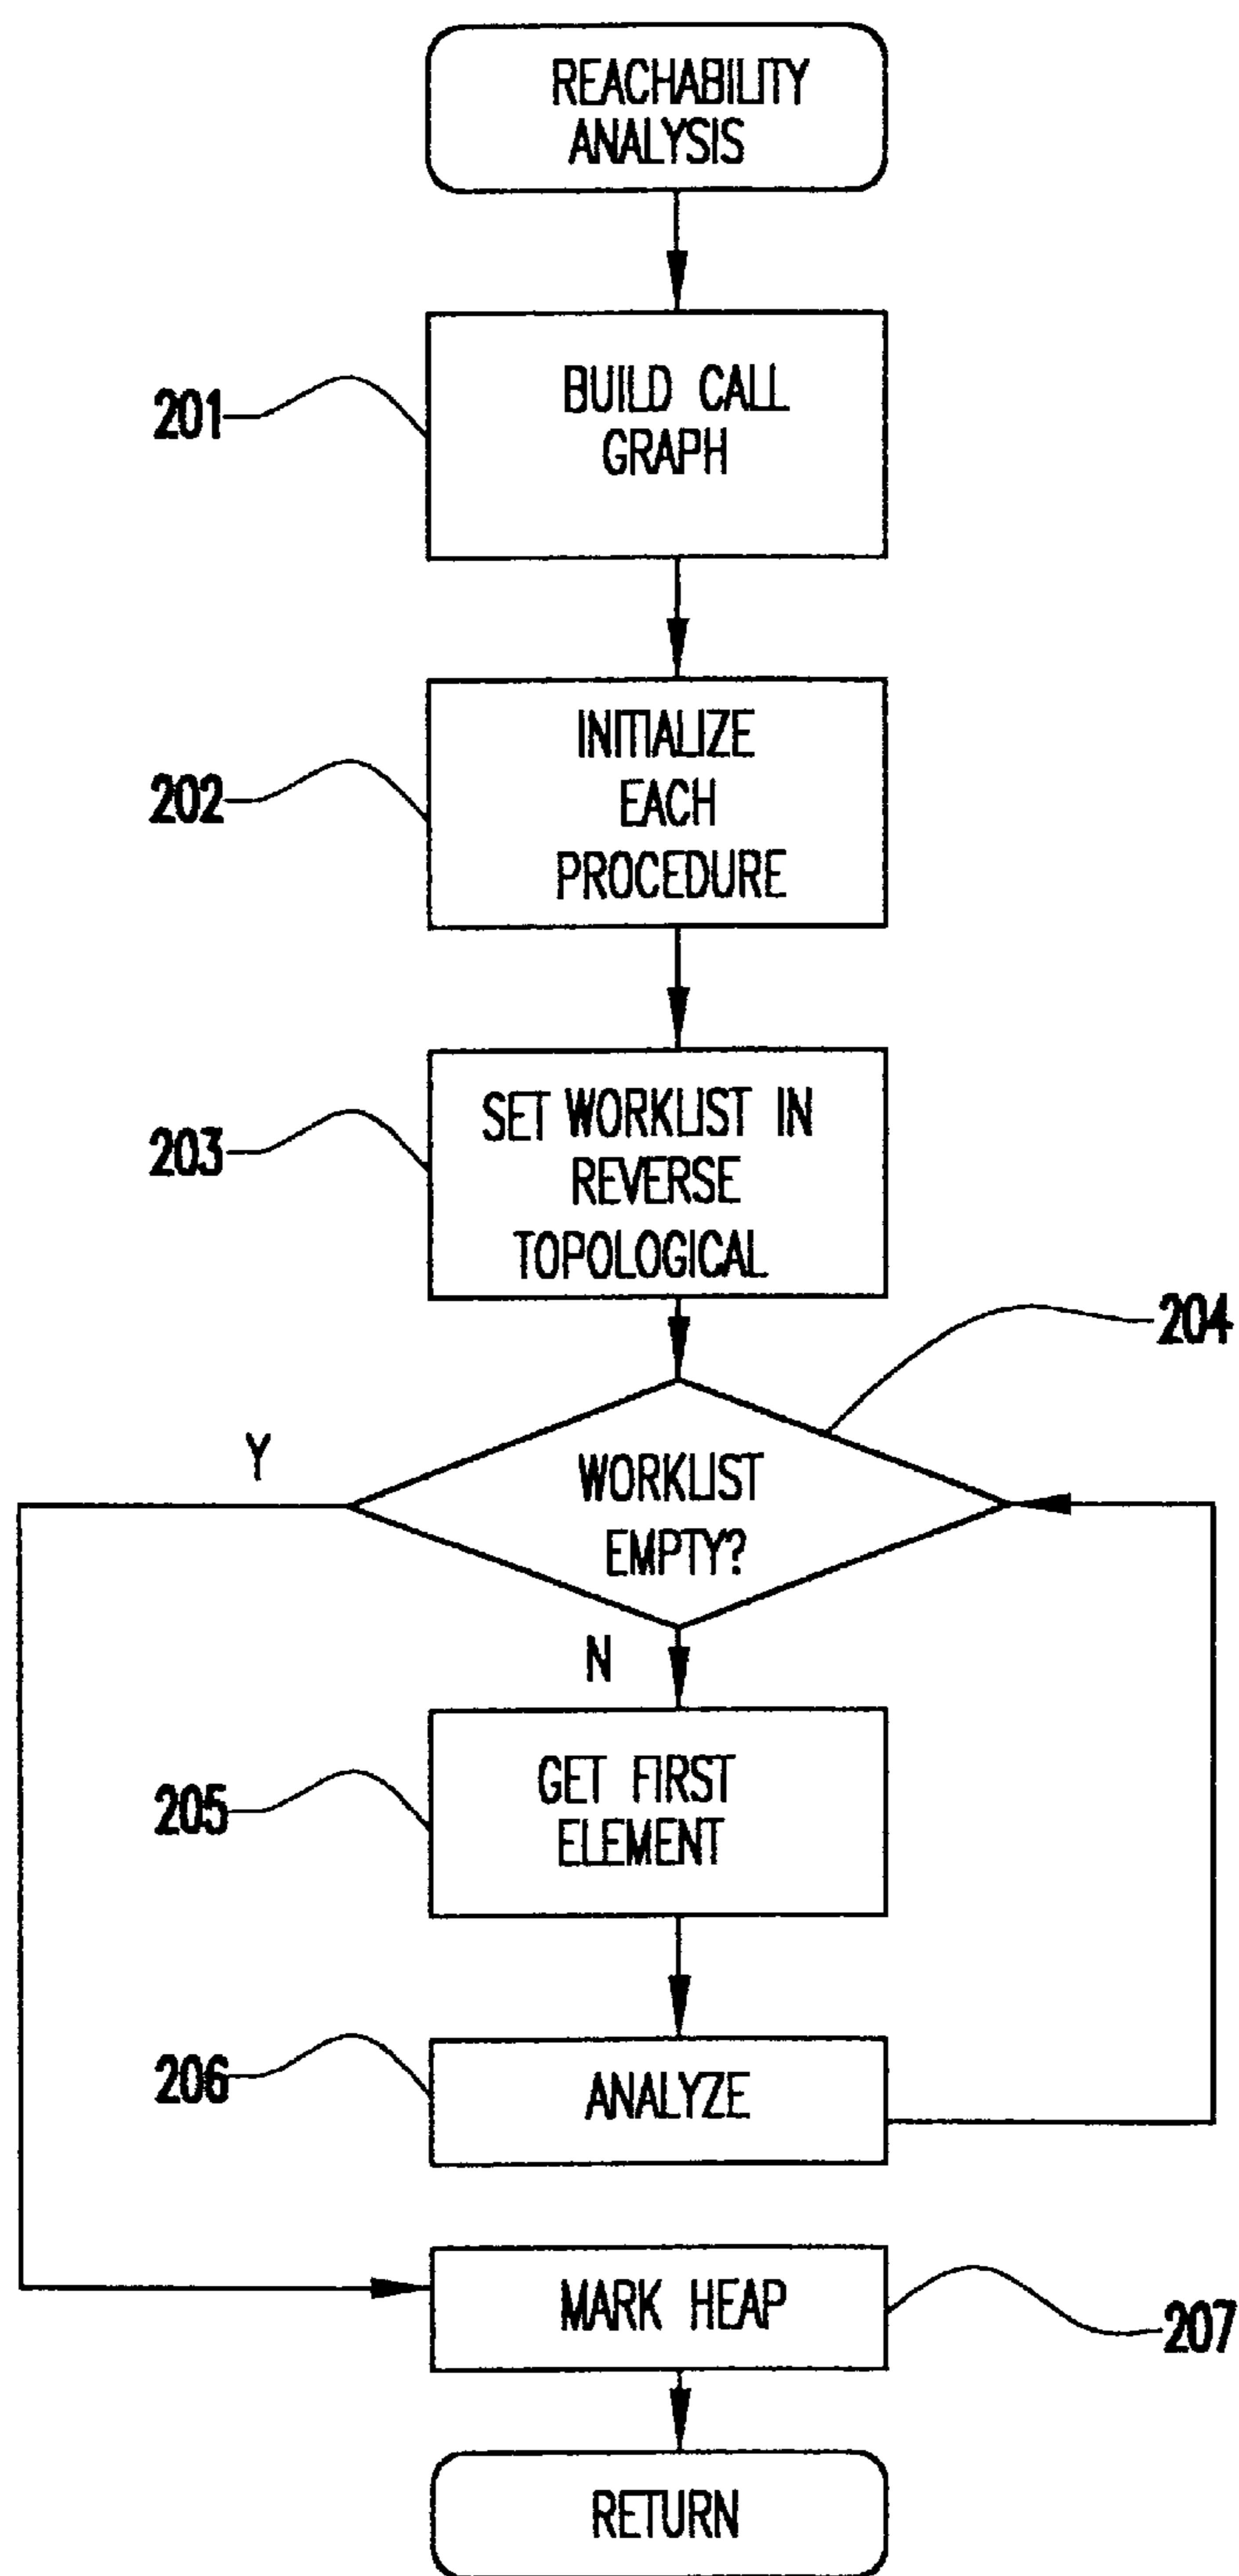 REACHABILITY
ANALYSIS
BUILD CALL
GRAPH
201
INITIALIZE
EACH
PROCEDURE
202
SET WORKLIST IN
REVERSE
TOPOLOGICAL
203
204
Y
WORKLIST
EMPTY?
N
GET FIRST
ELEMENT
205
ANALYZE
206
MARK HEAP
207
RETURN